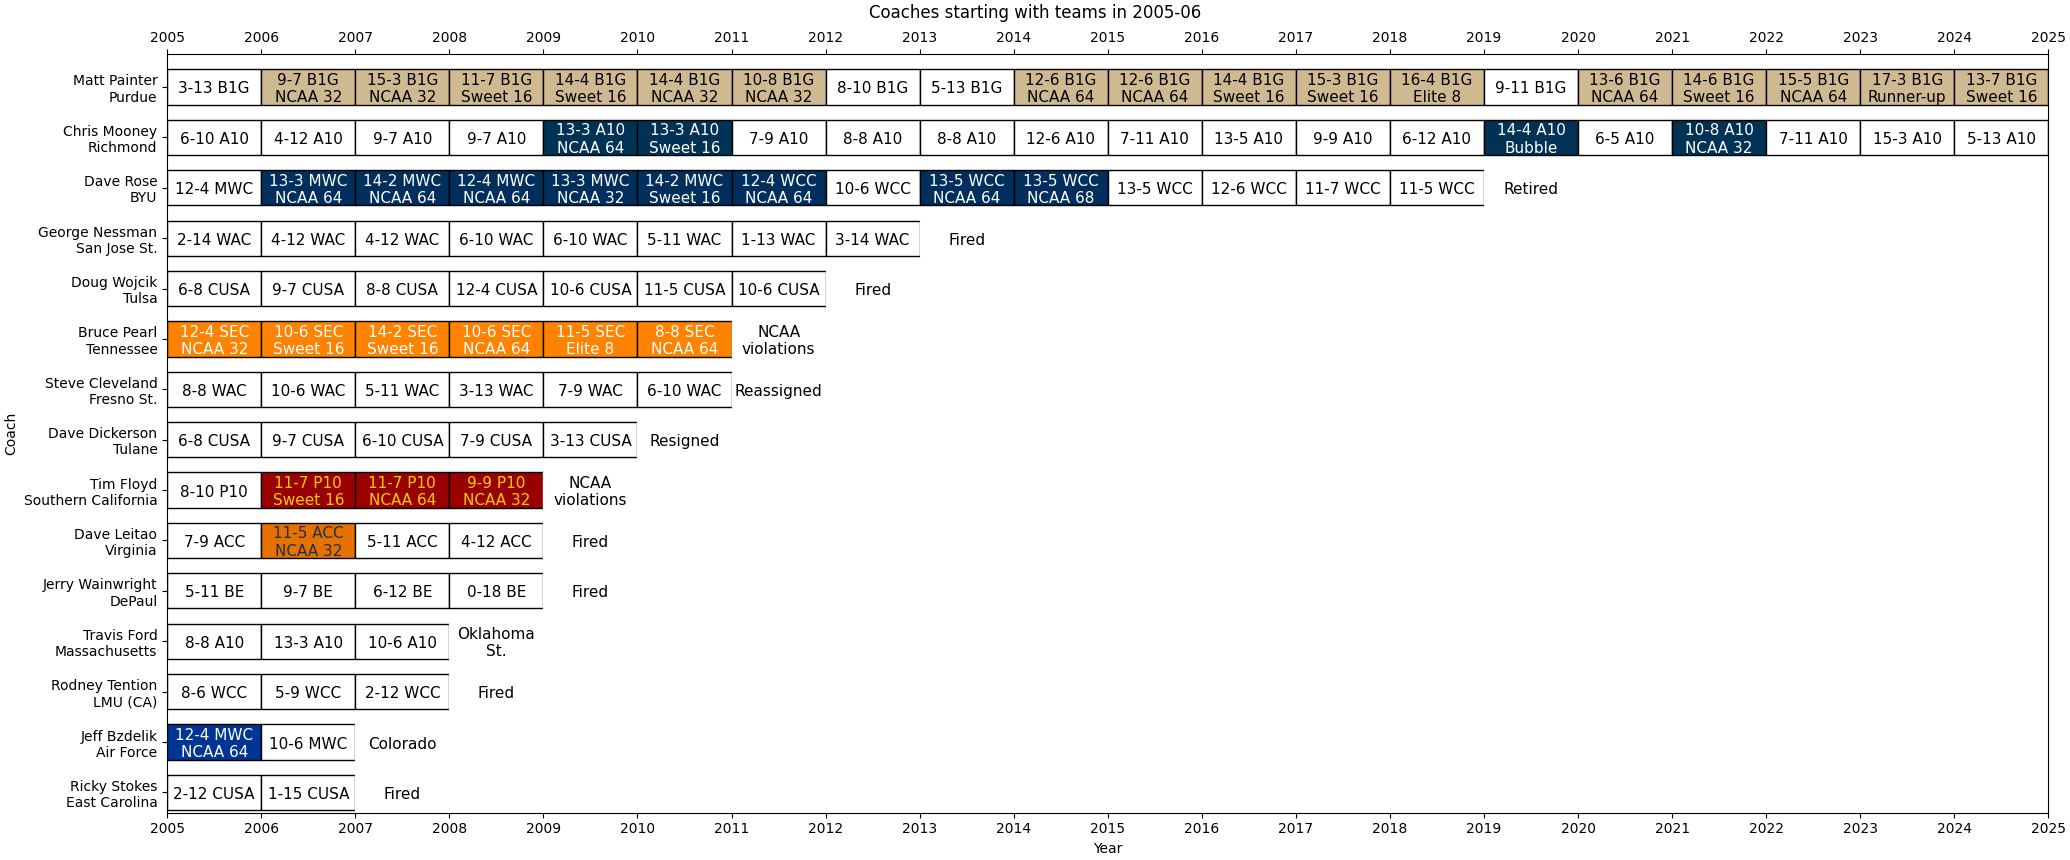 Coaches starting with teams in 2005-06
2005 2006 2007 2008 2009 2010 2011 2012 2013 2014 2015 2016 2017 2018 2019 2020 2021 2022 2023 2024 2025
Matt Painter
Purdue
3-13 B1G
9-7 B1G
NCAA 32
15-3 B1G
NCAA 32
11-7 B1G
Sweet 16
14-4 B1G
Sweet 16
14-4 B1G
NCAA 32
10-8 B1G
NCAA 32
8-10 B1G
5-13 B1G
12-6 B1G
NCAA 64
12-6 B1G
NCAA 64
14-4 B1G
Sweet 16
15-3 B1G
Sweet 16
16-4 B1G
Elite 8
9-11 B1G
13-6 B1G
NCAA 64
14-6 B1G
Sweet 16
15-5 B1G
NCAA 64
17-3 B1G
Runner-up
13-7 B1G
Sweet 16
Chris Mooney
Richmond
6-10 A10
4-12 A10
9-7 A10
9-7 A10
13-3 A10
NCAA 64
13-3 A10
Sweet 16
7-9 A10
8-8 A10
8-8 A10
12-6 A10
7-11 A10
13-5 A10
9-9 A10
6-12 A10
14-4 A10
Bubble
6-5 A10
10-8 A10
NCAA 32
7-11 A10
15-3 A10
5-13 A10
Dave Rose
BYU
12-4 MWC
13-3 MWC
NCAA 64
14-2 MWC
NCAA 64
12-4 MWC
NCAA 64
13-3 MWC
NCAA 32
14-2 MWC
Sweet 16
12-4 WCC
NCAA 64
10-6 WCC
13-5 WCC
NCAA 64
13-5 WCC
NCAA 68
13-5 WCC
12-6 WCC
11-7 WCC
11-5 WCC
Retired
George Nessman
San Jose St.
2-14 WAC
4-12 WAC
4-12 WAC
6-10 WAC
6-10 WAC
5-11 WAC
1-13 WAC
3-14 WAC
Fired
Doug Wojcik
Tulsa
6-8 CUSA
9-7 CUSA
8-8 CUSA
12-4 CUSA
10-6 CUSA
11-5 CUSA
10-6 CUSA
Fired
Bruce Pearl
Tennessee
12-4 SEC
NCAA 32
10-6 SEC
Sweet 16
14-2 SEC
Sweet 16
10-6 SEC
NCAA 64
11-5 SEC
Elite 8
8-8 SEC
NCAA 64
NCAA
violations
Steve Cleveland
Fresno St.
8-8 WAC
10-6 WAC
5-11 WAC
3-13 WAC
7-9 WAC
6-10 WAC
Reassigned
Dave Dickerson
Tulane
6-8 CUSA
9-7 CUSA
6-10 CUSA
7-9 CUSA
3-13 CUSA
Resigned
Tim Floyd
Southern California
8-10 P10
11-7 P10
Sweet 16
11-7 P10
NCAA 64
9-9 P10
NCAA 32
NCAA
violations
Dave Leitao
Virginia
7-9 ACC
11-5 ACC
NCAA 32
5-11 ACC
4-12 ACC
Fired
Jerry Wainwright
DePaul
5-11 BE
9-7 BE
6-12 BE
0-18 BE
Fired
Travis Ford
Massachusetts
8-8 A10
13-3 A10
10-6 A10
Oklahoma
St.
Rodney Tention
LMU (CA)
8-6 WCC
5-9 WCC
2-12 WCC
Fired
Jeff Bzdelik
Air Force
12-4 MWC
NCAA 64
10-6 MWC
Colorado
Ricky Stokes
East Carolina
2-12 CUSA
1-15 CUSA
Fired
Coach
2005 2006 2007 2008 2009 2010 2011 2012 2013 2014 2015 2016 2017 2018 2019 2020 2021 2022 2023 2024 2025
Year